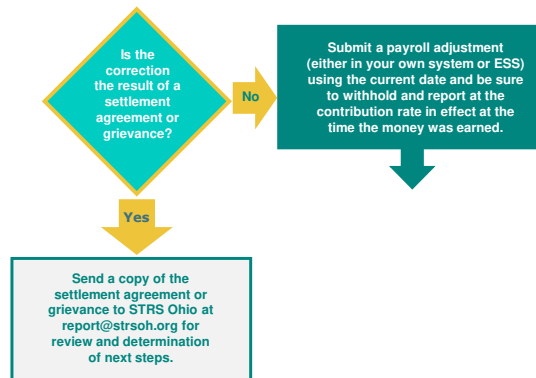 Is the
correction
the result of a
settlement
agreement or
grievance?
No
Submit a payroll adjustment
(either in your own system or ESS)
using the current date and be sure
to withhold and report at the
contribution rate in effect at the
time the money was earned.
Yes
Send a copy of the
settlement agreement or
grievance to STRS Ohio at
report@strsoh.org for
review and determination
of next steps.